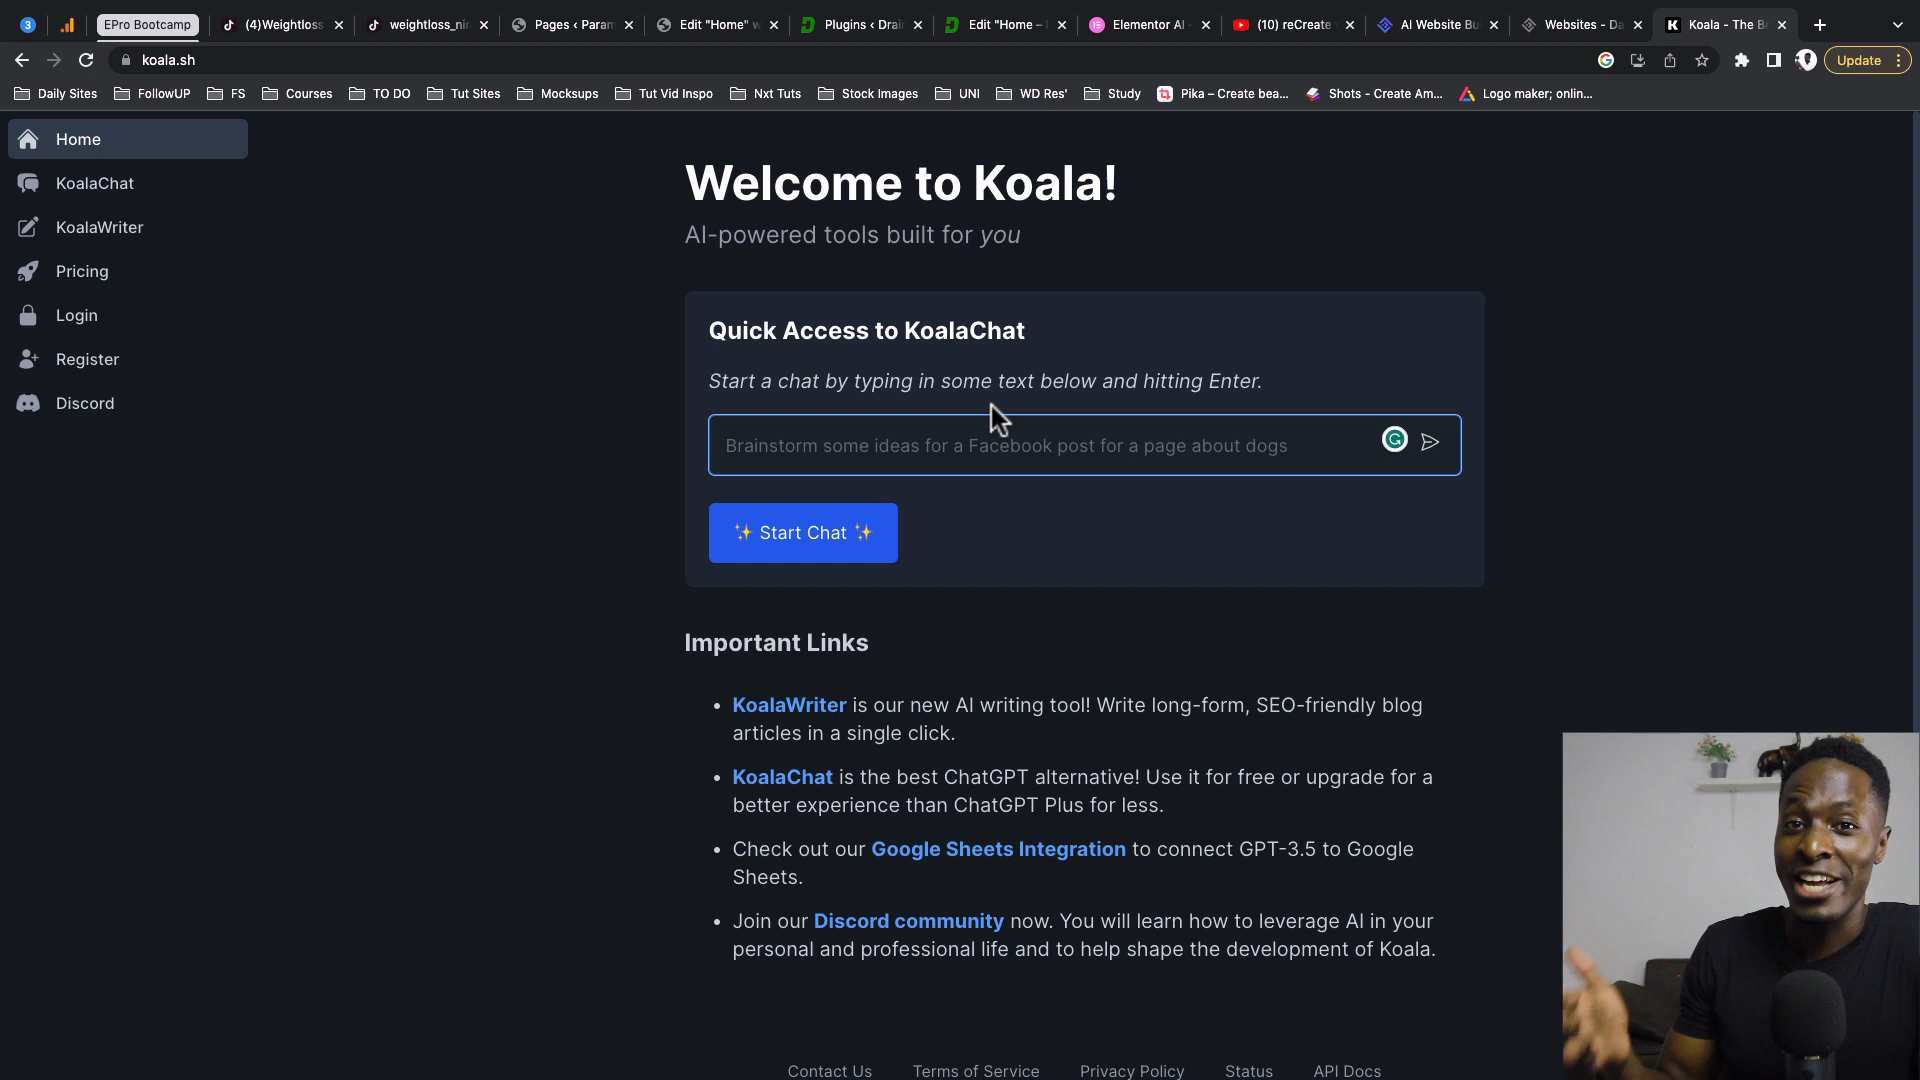 3
EPro Bootcamp
(4)Weightloss
weightloss_nin
Pages ‹ Param
Edit "Home" w
Plugins ‹ Drai
Edit "Home –
Elementor AI -
(10) reCreate
AI Website Bu
Websites - Da
Koala - The Be
koala.sh
Update
Daily Sites
FollowUP
FS
Courses
TO DO
Tut Sites
Mocksups
Tut Vid Inspo
Nxt Tuts
Stock Images
UNI
WD Res'
Study
Pika – Create bea...
Shots - Create Am...
Logo maker; onlin...
Home
KoalaChat
KoalaWriter
Pricing
Login
Register
Discord
Welcome to Koala!
AI-powered tools built for you
Quick Access to KoalaChat
Start a chat by typing in some text below and hitting Enter.
Brainstorm some ideas for a Facebook post for a page about dogs
✨ Start Chat ✨
Important Links
• KoalaWriter is our new AI writing tool! Write long-form, SEO-friendly blog
articles in a single click.
• KoalaChat is the best ChatGPT alternative! Use it for free or upgrade for a
better experience than ChatGPT Plus for less.
• Check out our Google Sheets Integration to connect GPT-3.5 to Google
Sheets.
• Join our Discord community now. You will learn how to leverage AI in your
personal and professional life and to help shape the development of Koala.
Contact Us
Terms of Service
Privacy Policy
Status
API Docs